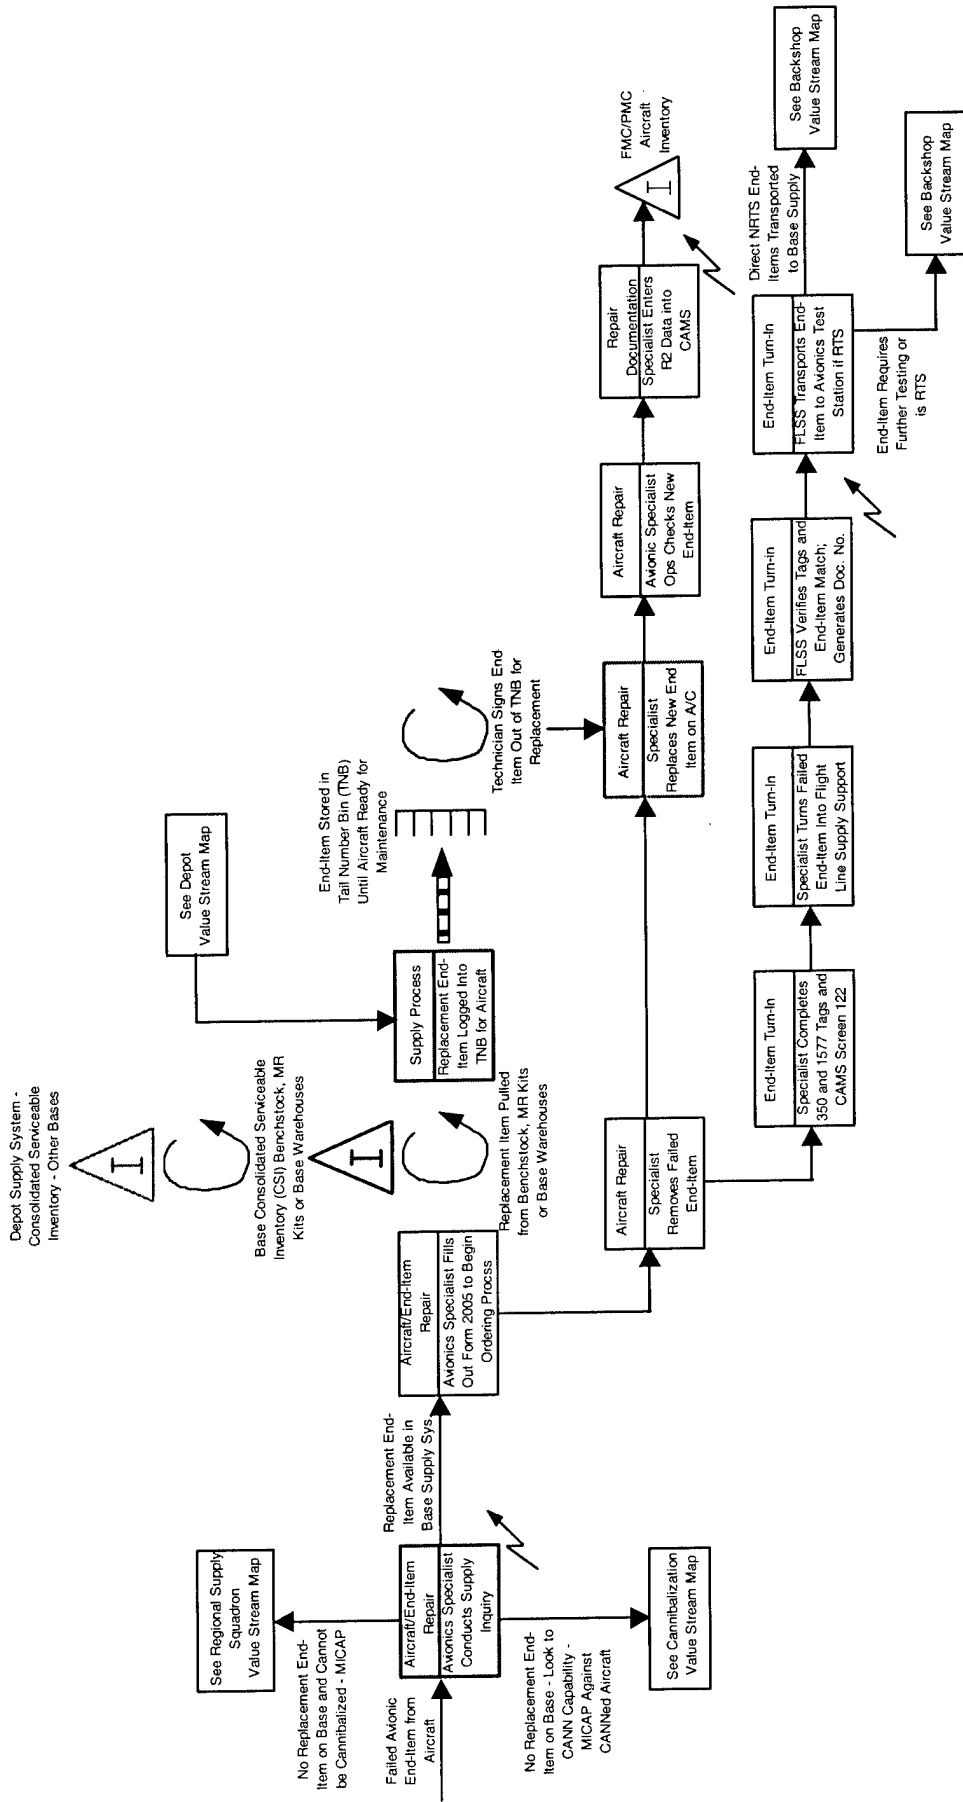 Depot Supply System -
Consolidated Serviceable
Inventory - Other Bases
I
Base Consolidated Serviceable
Inventory (CSI) Benchstock, MR
Kits or Base Warehouses
I
Replacement Item Pulled
from Benchstock, MR Kits
or Base Warehouses
See Depot
Value Stream Map
Supply Process
Replacement End-
Item Logged Into
TNB for Aircraft
End-Item Stored in
Tail Number Bin (TNB)
Until Aircraft Ready for
Maintenance
Technician Signs End
Item Out of TNB for
Replacement
See Regional Supply
Squadron
Value Stream Map
No Replacement End-
Item on Base and Cannot
be Cannibalized - MICAP
Failed Avionic
End-Item from
Aircraft
Aircraft/End-Item
Repair
Avionics Specialist
Conducts Supply
Inquiry
No Replacement End-
Item on Base - Look to
CANN Capability -
MICAP Against
CANNed Aircraft
See Cannibalization
Value Stream Map
Replacement End-
Item Available in
Base Supply Sys
Aircraft/End-Item
Repair
Avionics Specialist Fills
Out Form 2005 to Begin
Ordering Procss
Aircraft Repair
Specialist
Removes Failed
End-Item
Aircraft Repair
Specialist
Replaces New End
Item on A/C
Aircraft Repair
Avionic Specialist
Ops Checks New
End-Item
Repair
Documentation
Specialist Enters
R2 Data into
CAMS
I
FMC/PMC
Aircraft
Inventory
End-Item Turn-In
Specialist Completes
350 and 1577 Tags and
CAMS Screen 122
End-Item Turn-In
Specialist Turns Failed
End-Item Into Flight
Line Supply Support
End-Item Turn-in
FLSS Verifies Tags and
End-Item Match;
Generates Doc. No.
End-Item Turn-In
FLSS Transports End-
Item to Avionics Test
Station if RTS
Direct NRTS End-
Items Transported
to Base Supply
See Backshop
Value Stream Map
End-Item Requires
Further Testing or
is RTS
See Backshop
Value Stream Map